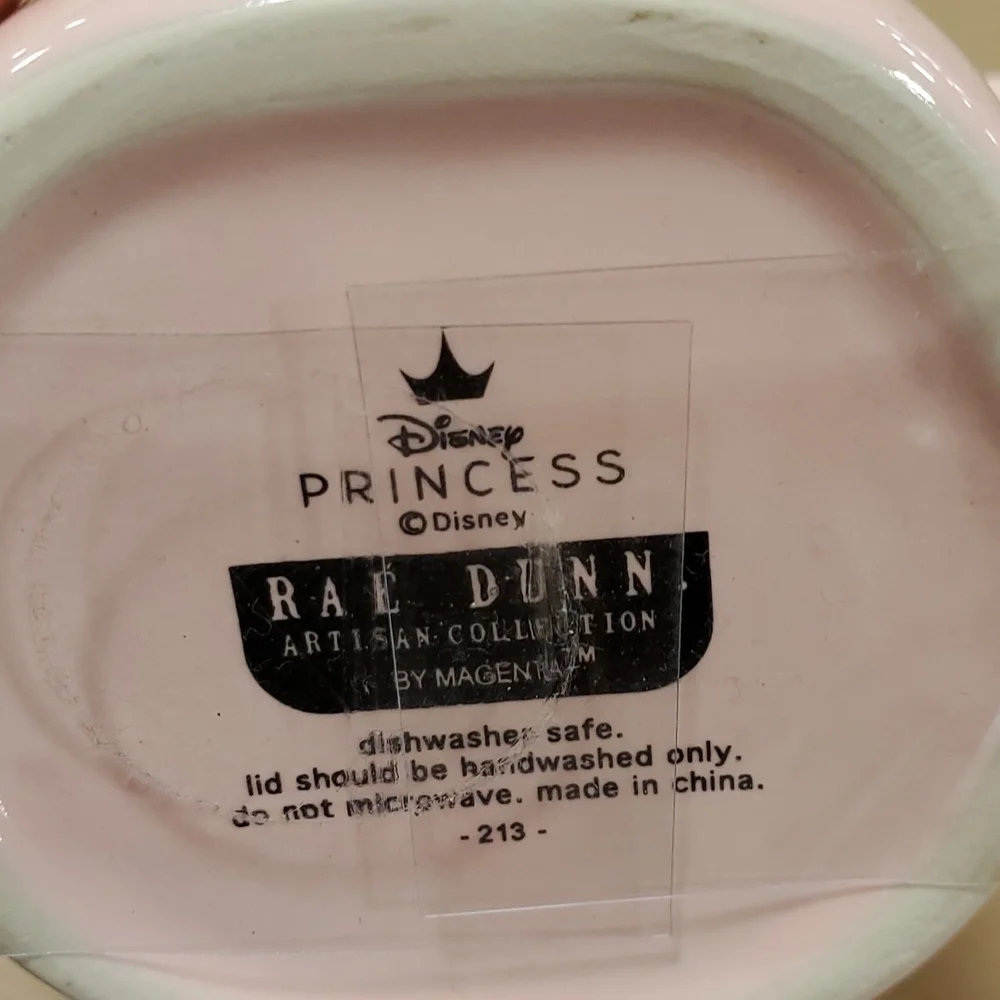 Disney
PRINCESS
©Disney
RAE DUNN.
ARTISAN COLLECTION
BY MAGENTA™
dishwasher safe.
lid should be handwashed only.
do not microwave. made in china.
- 213 -